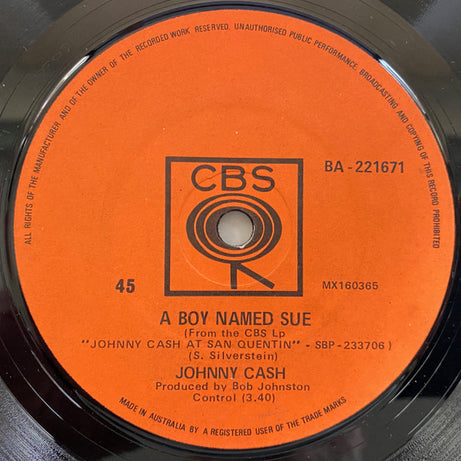 ALL RIGHTS OF THE MANUFACTURER AND OF THE OWNER OF THE RECORDED WORK RESERVED. UNAUTHORISED PUBLIC PERFORMANCE, BROADCASTING AND COPYING OF THIS RECORD PROHIBITED
CBS
BA - 221671
45
MX160365
A BOY NAMED SUE
(From the CBS Lp
"JOHNNY CASH AT SAN QUENTIN" - SBP - 233706 )
(S. Silverstein)
JOHNNY CASH
Produced by Bob Johnston
Control (3.40)
MADE IN AUSTRALIA BY A REGISTERED USER OF THE TRADE MARKS